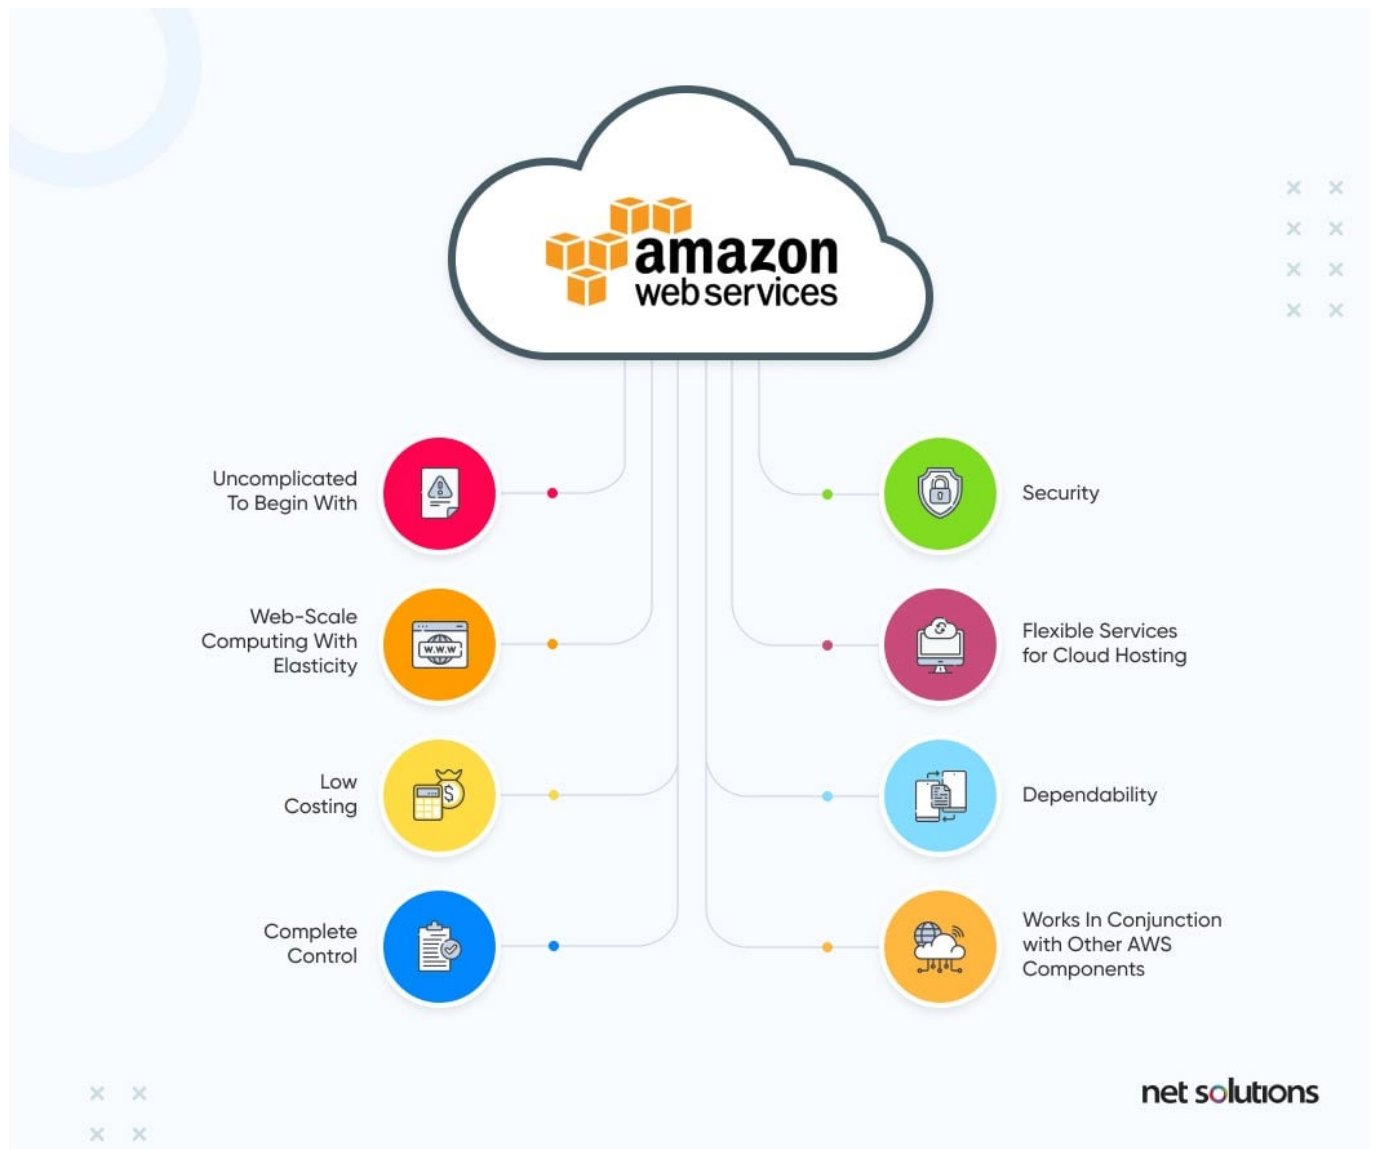 amazon
web services
Uncomplicated
To Begin With
Web-Scale
Computing With
Elasticity
W.W.W
Low
Costing
$
Complete
Control
Security
Flexible Services
for Cloud Hosting
Dependability
Works In Conjunction
with Other AWS
Components
net solutions